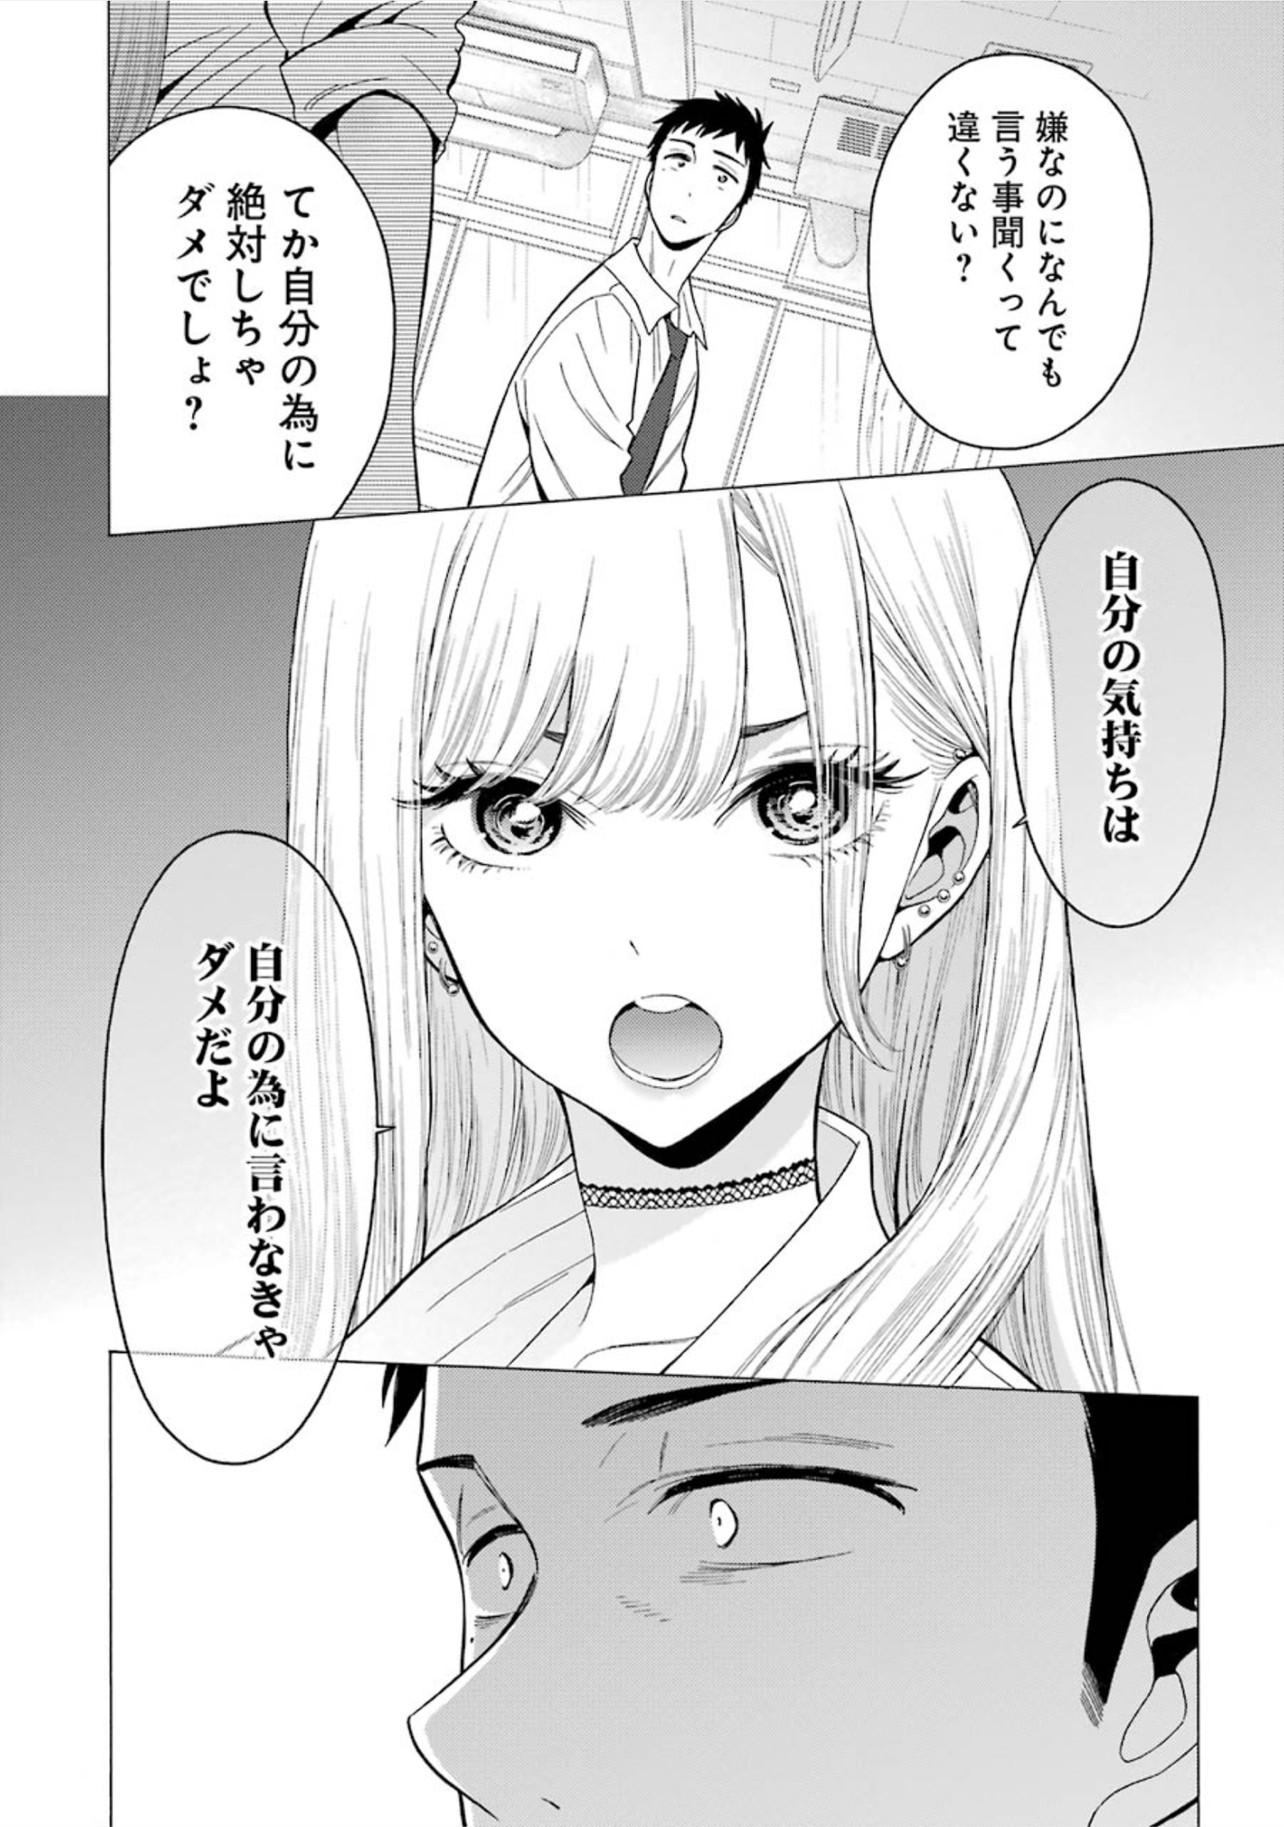 嫌なのになんでも
言う事聞くって
違くない？
てか自分の為に
絶対しちゃ
ダメでしょ？
自分の気持ちは
自分の為に言わなきゃ
ダメだよ